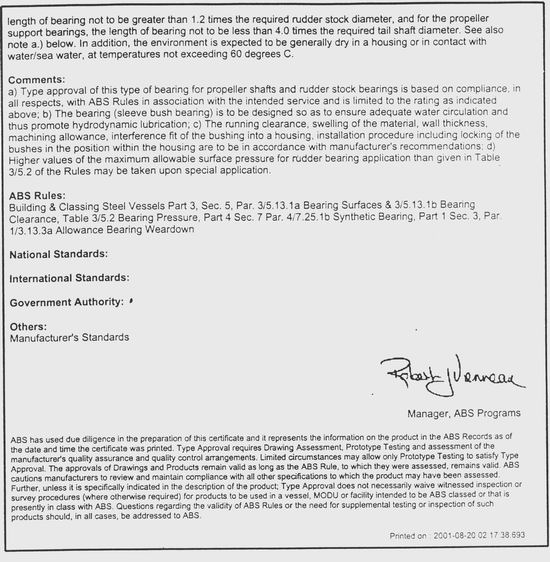 length of bearing not to be greater than 1.2 times the required rudder stock diameter, and for the propeller
support bearings, the length of bearing not to be less than 4.0 times the required tail shaft diameter. See also
note a.) below. In addition, the environment is expected to be generally dry in a housing or in contact with
water/sea water, at temperatures not exceeding 60 degrees C.
Comments:
a) Type approval of this type of bearing for propeller shafts and rudder stock bearings is based on compliance, in
all respects, with ABS Rules in association with the intended service and is limited to the rating as indicated
above; b) The bearing (sleeve bush bearing) is to be designed so as to ensure adequate water circulation and
thus promote hydrodynamic lubrication; c) The running clearance, swelling of the material, wall thickness,
machining allowance, interference fit of the bushing into a housing, installation procedure including locking of the
bushes in the position within the housing are to be in accordance with manufacturer's recommendations; d)
Higher values of the maximum allowable surface pressure for rudder bearing application than given in Table
3/5.2 of the Rules may be taken upon special application.
ABS Rules:
Building & Classing Steel Vessels Part 3, Sec. 5, Par. 3/5.13.1a Bearing Surfaces & 3/5.13.1b Bearing
Clearance, Table 3/5.2 Bearing Pressure, Part 4 Sec. 7 Par. 4/7.25.1b Synthetic Bearing, Part 1 Sec. 3, Par.
1/3.13.3a Allowance Bearing Weardown
National Standards:
International Standards:
Government Authority:
Others:
Manufacturer's Standards
Manager, ABS Programs
ABS has used due diligence in the preparation of this certificate and it represents the information on the product in the ABS Records as of
the date and time the certificate was printed. Type Approval requires Drawing Assessment, Prototype Testing and assessment of the
manufacturer's quality assurance and quality control arrangements. Limited circumstances may allow only Prototype Testing to satisfy Type
Approval. The approvals of Drawings and Products remain valid as long as the ABS Rule, to which they were assessed, remains valid. ABS
cautions manufacturers to review and maintain compliance with all other specifications to which the product may have been assessed.
Further, unless it is specifically indicated in the description of the product; Type Approval does not necessarily waive witnessed inspection or
survey procedures (where otherwise required) for products to be used in a vessel, MODU or facility intended to be ABS classed or that is
presently in class with ABS. Questions regarding the validity of ABS Rules or the need for supplemental testing or inspection of such
products should, in all cases, be addressed to ABS.
Printed on : 2001-08-20 02 17:38.693